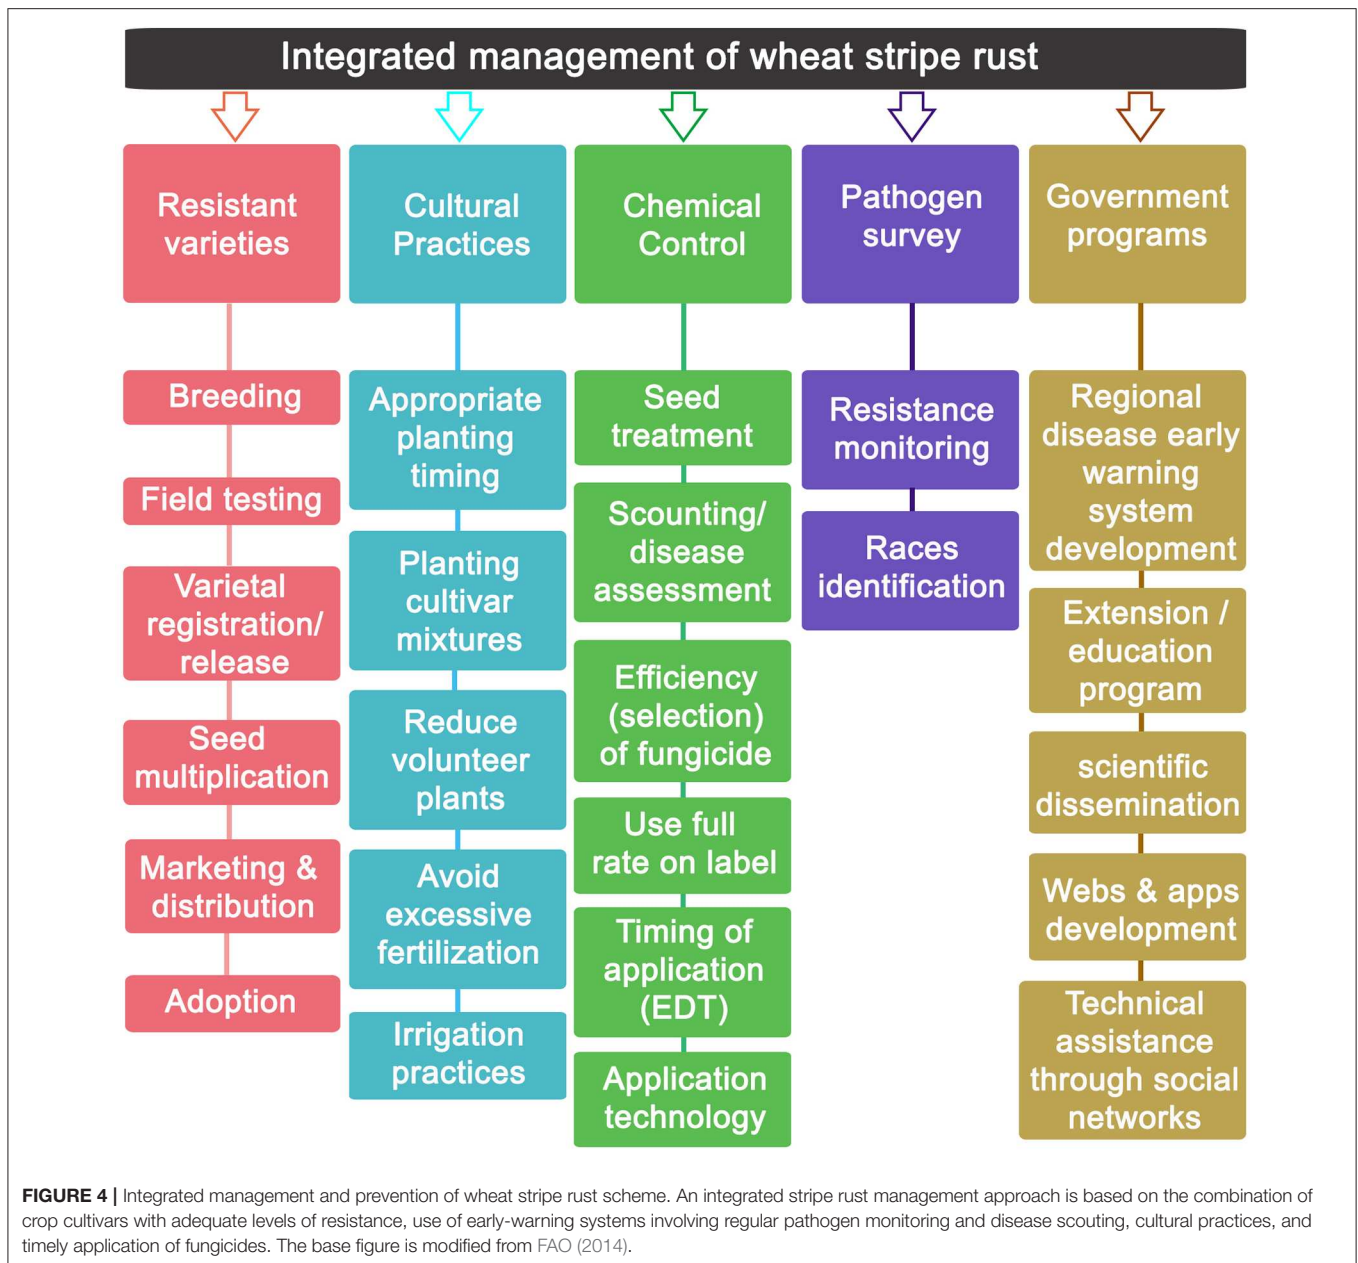 Integrated management of wheat stripe rust
Resistant
varieties
Breeding
Field testing
Varietal
registration/
release
Seed
multiplication
Marketing &
distribution
Adoption
Cultural
Practices
Appropriate
planting
timing
Planting
cultivar
mixtures
Reduce
volunteer
plants
Avoid
excessive
fertilization
Irrigation
practices
Chemical
Control
Seed
treatment
Scounting/
disease
assessment
Efficiency
(selection)
of fungicide
Use full
rate on label
Timing of
application
(EDT)
Application
technology
Pathogen
survey
Resistance
monitoring
Races
identification
Government
programs
Regional
disease early
warning
system
development
Extension /
education
program
scientific
dissemination
Webs & apps
development
Technical
assistance
through social
networks
FIGURE 4 | Integrated management and prevention of wheat stripe rust scheme. An integrated stripe rust management approach is based on the combination of
crop cultivars with adequate levels of resistance, use of early-warning systems involving regular pathogen monitoring and disease scouting, cultural practices, and
timely application of fungicides. The base figure is modified from FAO (2014).